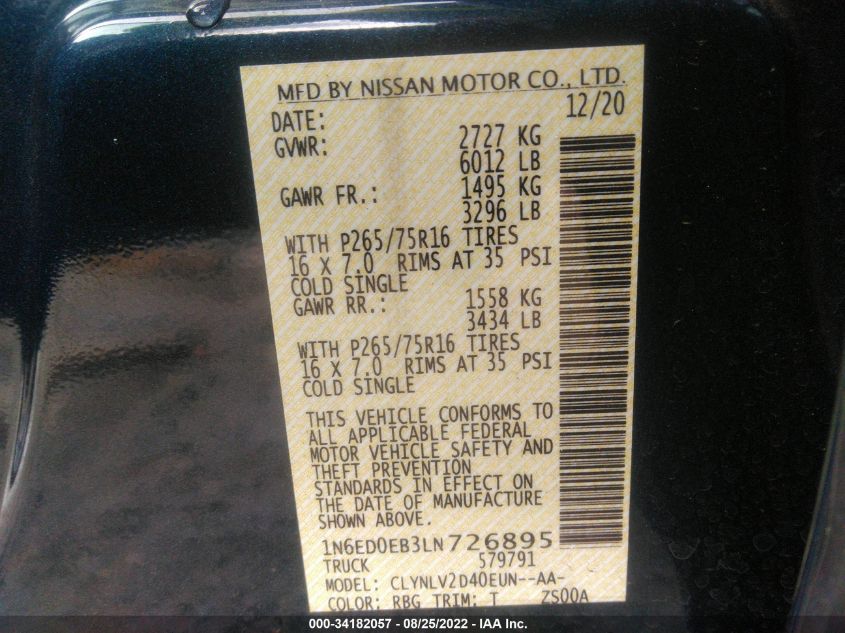 MFD BY NISSAN MOTOR CO., LTD.
DATE: 12/20
GVWR: 2727 KG
6012 LB
GAWR FR.: 1495 KG
3296 LB
WITH P265/75R16 TIRES
16 X 7.0 RIMS AT 35 PSI
COLD SINGLE
GAWR RR.: 1558 KG
3434 LB
WITH P265/75R16 TIRES
16 X 7.0 RIMS AT 35 PSI
COLD SINGLE
THIS VEHICLE CONFORMS TO
ALL APPLICABLE FEDERAL
MOTOR VEHICLE SAFETY AND
THEFT PREVENTION
STANDARDS IN EFFECT ON
THE DATE OF MANUFACTURE
SHOWN ABOVE.
1N6ED0EB3LN726895
TRUCK 579791
MODEL: CLYNLV2D40EUN--AA-
COLOR: RBG TRIM: T ZS00A
000-34182057 - 08/25/2022 - IAA Inc.